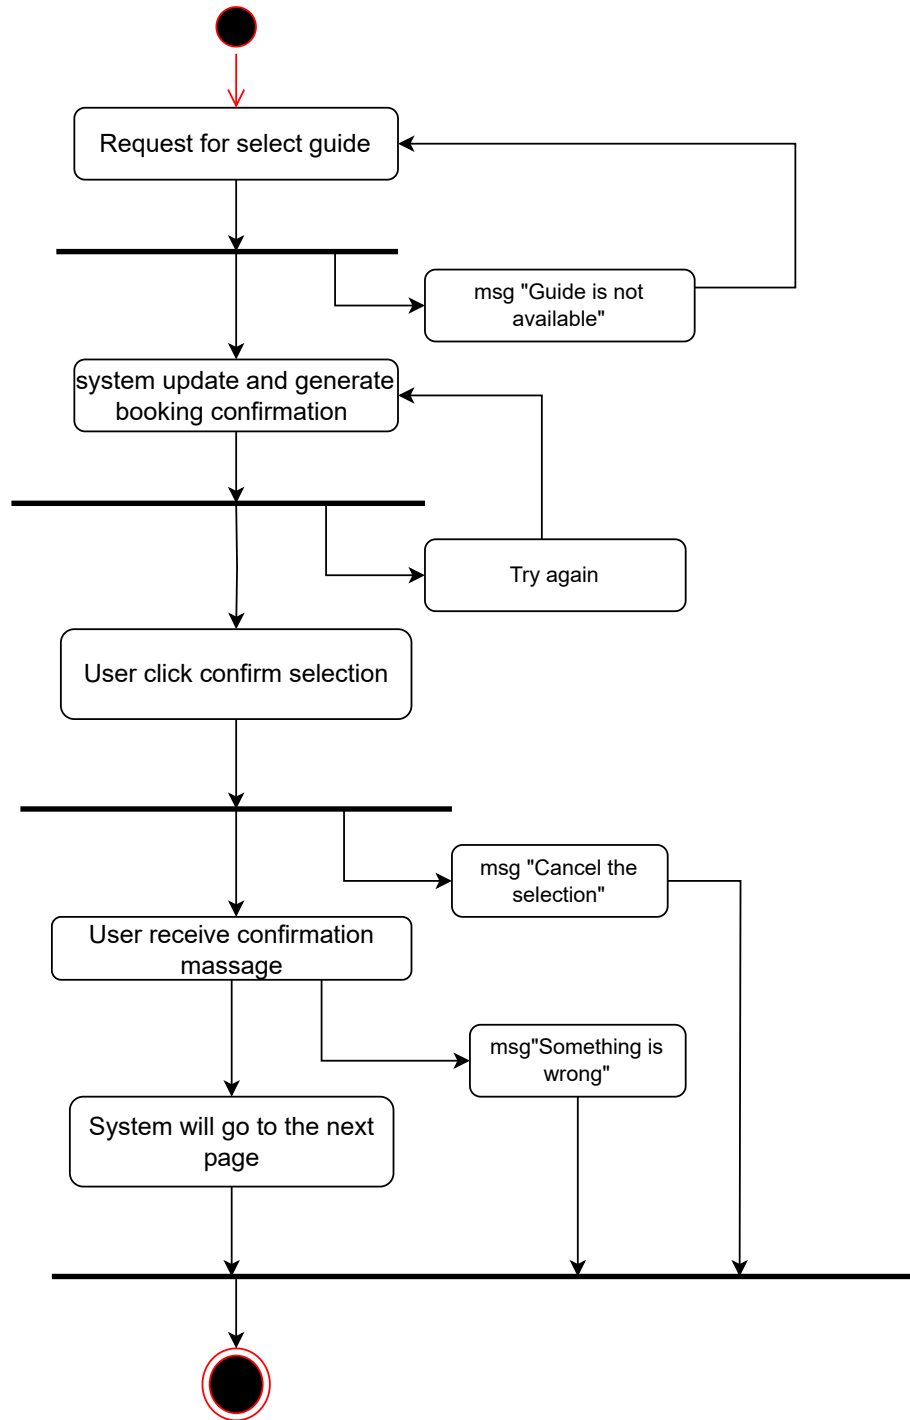 Request for select guide
msg "Guide is not
available"
system update and generate
booking confirmation
Try again
User click confirm selection
msg "Cancel the
selection"
User receive confirmation
massage
msg"Something is
wrong"
System will go to the next
page